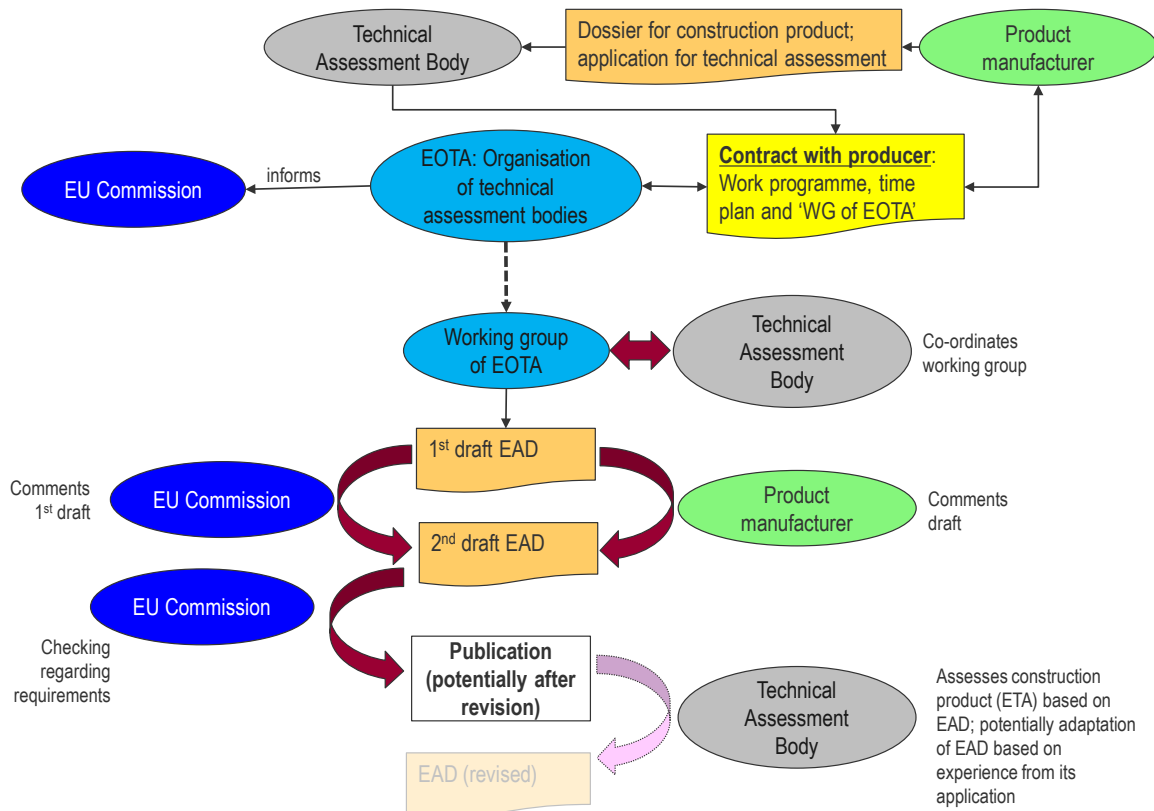 Technical
Assessment Body
Dossier for construction product;
application for technical assessment
Product
manufacturer
EU Commission
informs
EOTA: Organisation
of technical
assessment bodies
Contract with producer:
Work programme, time
plan and ‘WG of EOTA’
Working group
of EOTA
Technical
Assessment
Body
Co-ordinates
working group
1st draft EAD
Comments
1st draft
EU Commission
Product
manufacturer
Comments
draft
2nd draft EAD
EU Commission
Checking
regarding
requirements
Publication
(potentially after
revision)
Technical
Assessment
Body
Assesses construction
product (ETA) based on
EAD; potentially adaptation
of EAD based on
experience from its
application
EAD (revised)